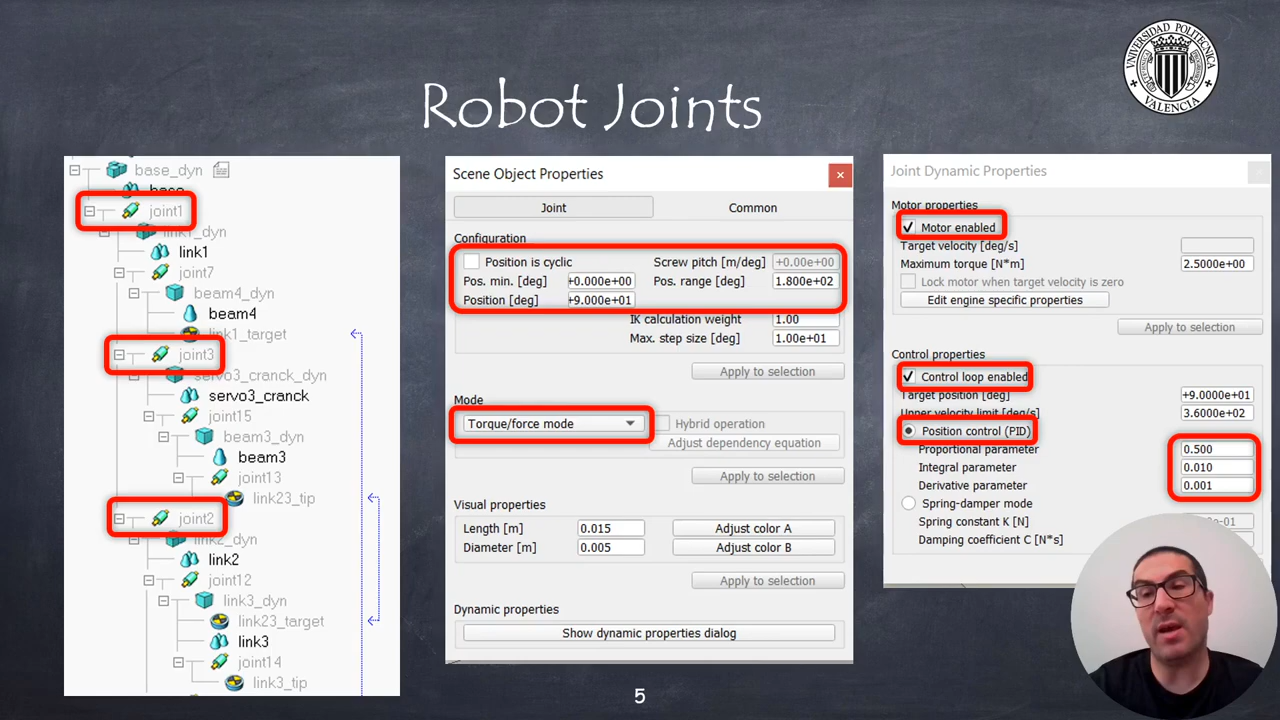 Robot Joints
UNIVERSIDAD POLITECNICA
VALENCIA
base_dyn
base
joint1
link1_dyn
link1
joint7
beam4_dyn
beam4
link1_target
joint3
servo3_cranck_dyn
servo3_cranck
joint15
beam3_dyn
beam3
joint13
link23_tip
joint2
link2_dyn
link2
joint12
link3_dyn
link23_target
link3
joint14
link3_tip
Scene Object Properties
Joint Common
Configuration
Position is cyclic Screw pitch [m/deg] +0.00e+00
Pos. min. [deg] +0.000e+00 Pos. range [deg] 1.800e+02
Position [deg] +9.000e+01
IK calculation weight 1.00
Max. step size [deg] 1.00e+01
Apply to selection
Mode
Torque/force mode Hybrid operation
Adjust dependency equation
Apply to selection
Visual properties
Length [m] 0.015 Adjust color A
Diameter [m] 0.005 Adjust color B
Apply to selection
Dynamic properties
Show dynamic properties dialog
Joint Dynamic Properties
Motor properties
Motor enabled
Target velocity [deg/s]
Maximum torque [N*m] 2.5000e+00
Lock motor when target velocity is zero
Edit engine specific properties
Apply to selection
Control properties
Control loop enabled
Target position [deg] +9.0000e+01
Upper velocity limit [deg/s] 3.6000e+02
Position control (PID)
Proportional parameter 0.500
Integral parameter 0.010
Derivative parameter 0.001
Spring-damper mode
Spring constant K [N] e-01
Damping coefficient C [N*s]
5